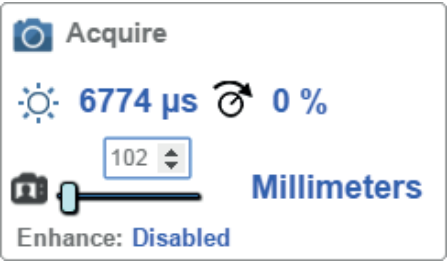 Acquire
6774 µs 0 %
102
Millimeters
Enhance: Disabled